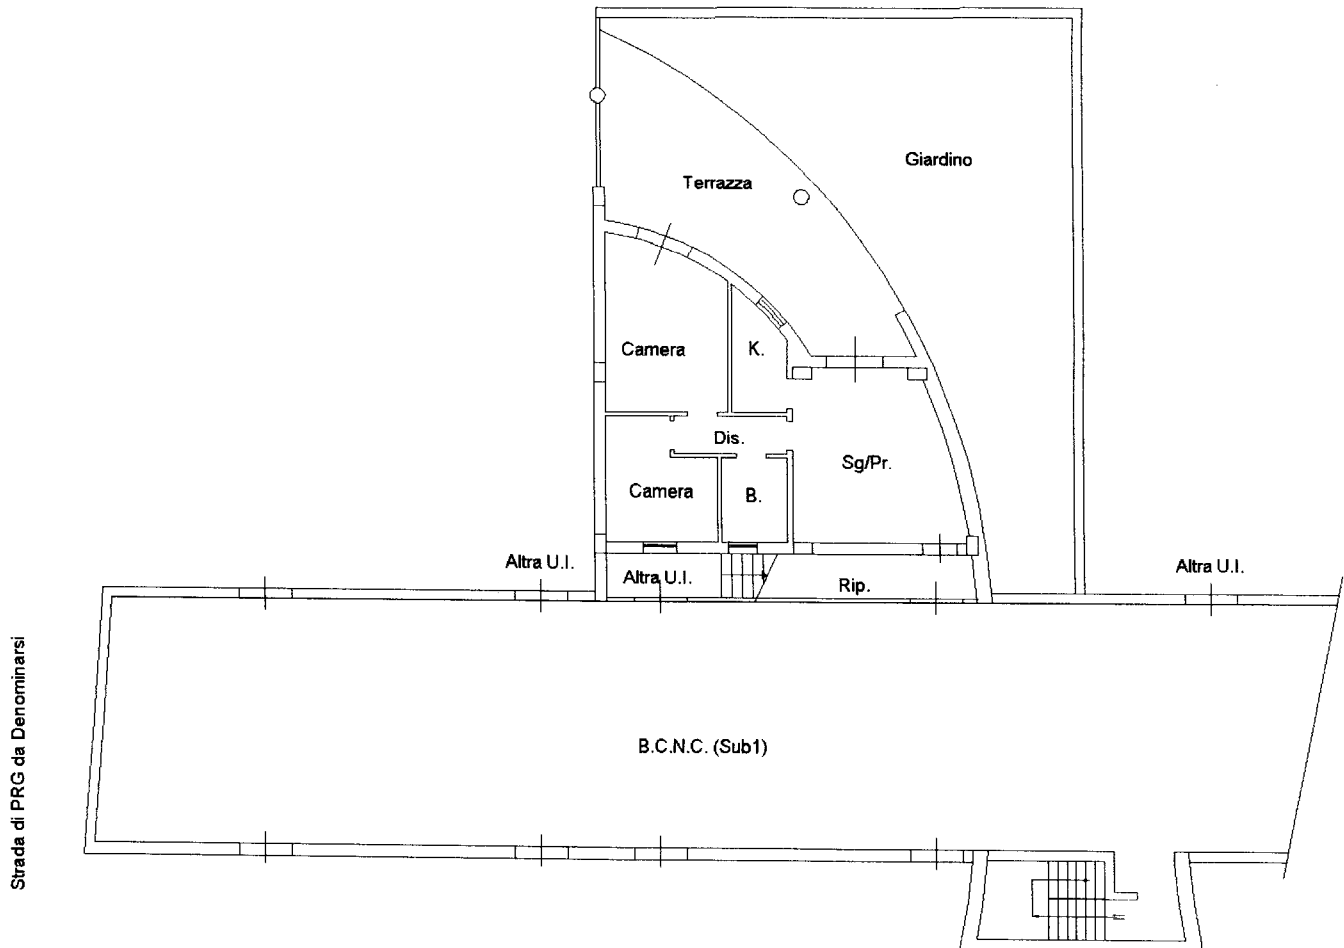 Giardino
Terrazza
Camera
K.
Dis.
Sg/Pr.
Camera
B.
Altra U.I.
Altra U.I.
Rip.
Altra U.I.
B.C.N.C. (Sub1)
Strada di PRG da Denominarsi